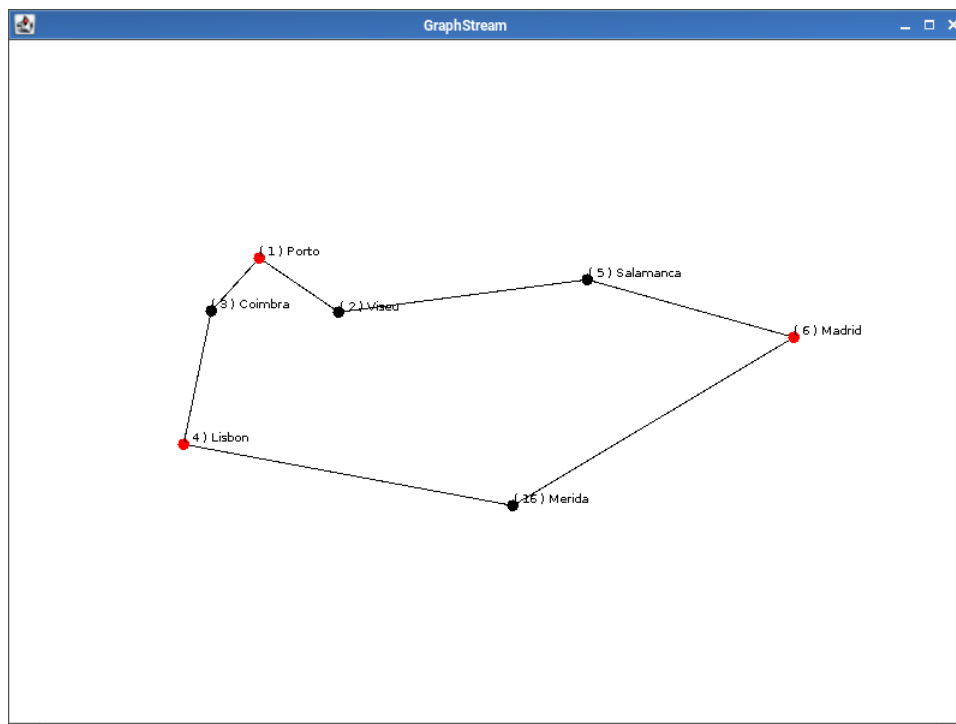 GraphStream
( 1 ) Porto
( 5 ) Salamanca
( 3 ) Coimbra
( 2 ) Viseu
( 6 ) Madrid
( 4 ) Lisbon
( 16 ) Merida